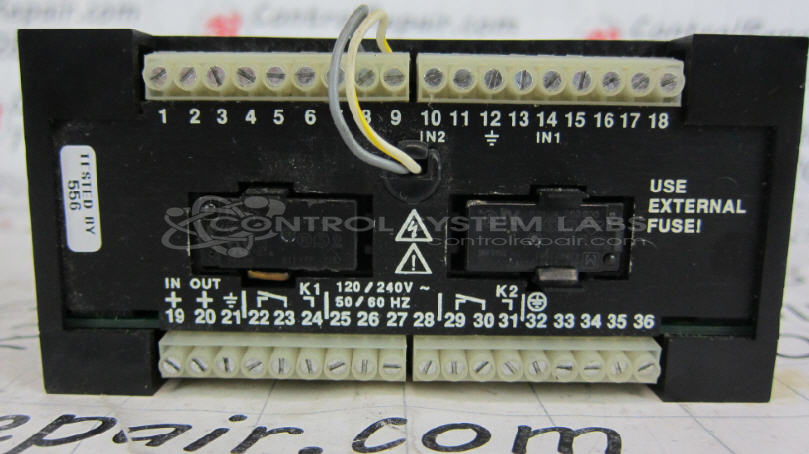 1 2 3 4 5 6 8 9 10 11 12 13 14 15 16 17 18
IN2 IN1
TESTED BY
556
USE
EXTERNAL
FUSE!
CONTROL SYSTEM LABS
controlrepair.com
IN OUT K1 120/240V ~ K2
50/60 HZ
19 20 21 22 23 24 25 26 27 28 29 30 31 32 33 34 35 36
epair.com